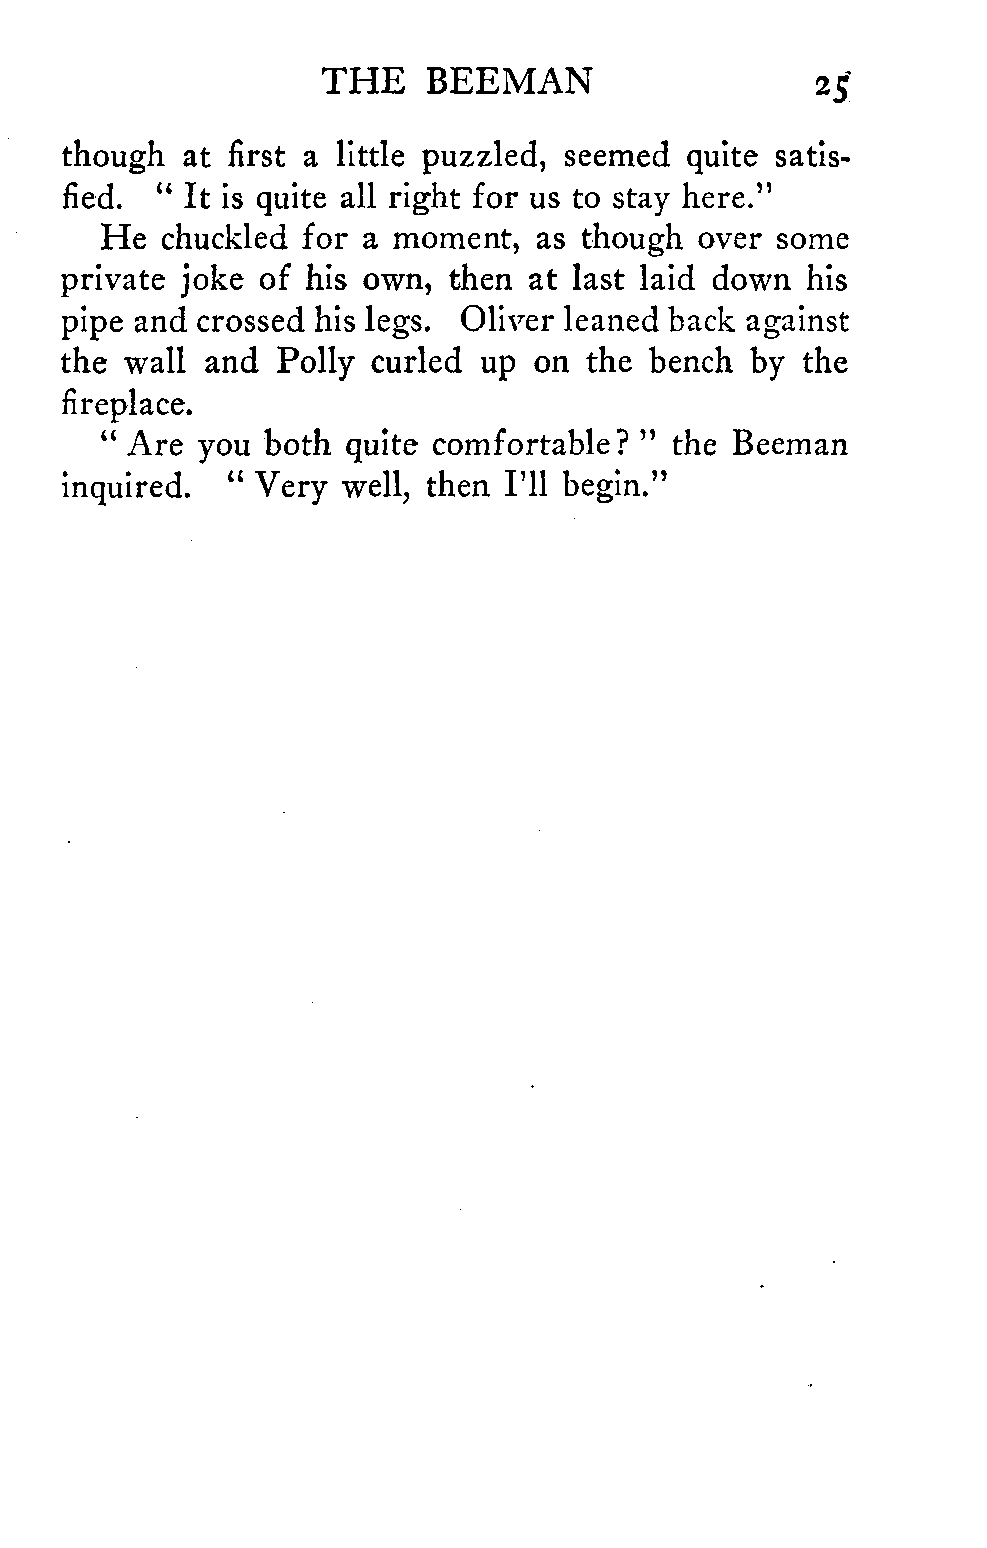 THE BEEMAN 25
though at first a little puzzled, seemed quite satis-
fied. “ It is quite all right for us to stay here.”
He chuckled for a moment, as though over some
private joke of his own, then at last laid down his
pipe and crossed his legs. Oliver leaned back against
the wall and Polly curled up on the bench by the
fireplace.
“ Are you both quite comfortable? ” the Beeman
inquired. “ Very well, then I’ll begin.”